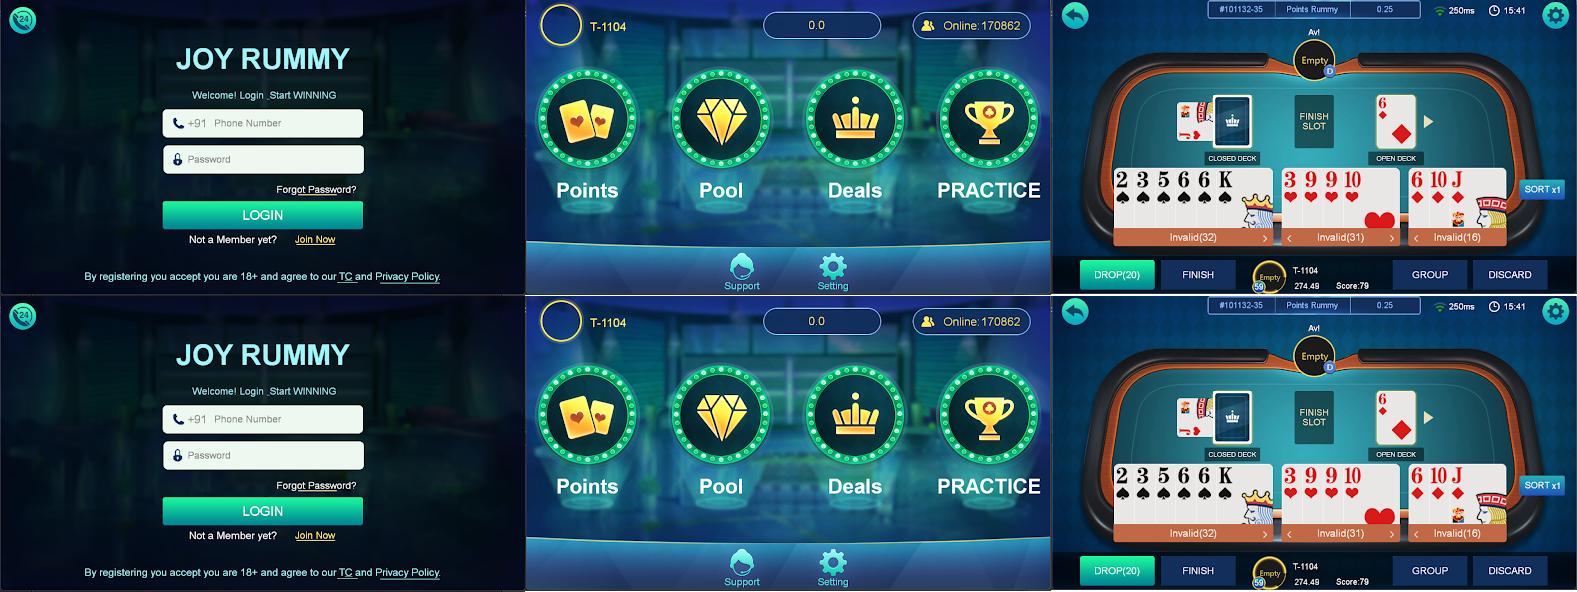 24
JOY RUMMY
Welcome! Login ,Start WINNING
+91 Phone Number
Password
Forgot Password?
LOGIN
Not a Member yet? Join Now
By registering you accept you are 18+ and agree to our TC and Privacy Policy.
T-1104
0.0
Online: 170862
Points
Pool
Deals
PRACTICE
Support
Setting
#101132-35
Points Rummy
0.25
250ms
15:41
Av!
Empty
D
J
FINISH
SLOT
6
CLOSED DECK
OPEN DECK
2 3 5 6 6 K
3 9 9 10
6 10 J
SORT x1
Invalid(32)
Invalid(31)
Invalid(16)
DROP(20)
FINISH
Empty
59
T-1104
274.49
Score:79
GROUP
DISCARD
24
JOY RUMMY
Welcome! Login ,Start WINNING
+91 Phone Number
Password
Forgot Password?
LOGIN
Not a Member yet? Join Now
By registering you accept you are 18+ and agree to our TC and Privacy Policy.
T-1104
0.0
Online: 170862
Points
Pool
Deals
PRACTICE
Support
Setting
#101132-35
Points Rummy
0.25
250ms
15:41
Av!
Empty
D
J
FINISH
SLOT
6
CLOSED DECK
OPEN DECK
2 3 5 6 6 K
3 9 9 10
6 10 J
SORT x1
Invalid(32)
Invalid(31)
Invalid(16)
DROP(20)
FINISH
Empty
59
T-1104
274.49
Score:79
GROUP
DISCARD